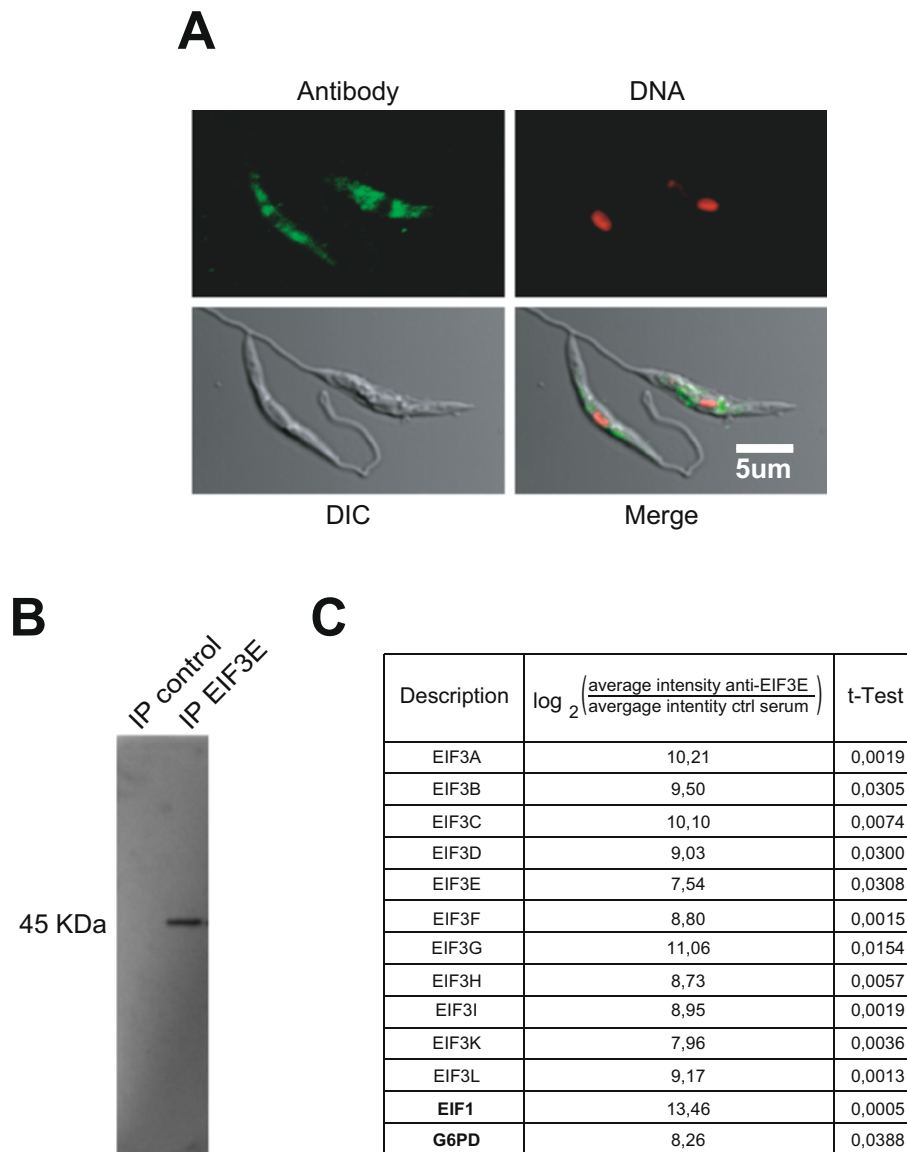 A
Antibody DNA
DIC Merge
5um
B
IP control
IP EIF3E
45 KDa
C
Description log 2 (average intensity anti-EIF3E / avergage intentity ctrl serum) t-Test
EIF3A 10,21 0,0019
EIF3B 9,50 0,0305
EIF3C 10,10 0,0074
EIF3D 9,03 0,0300
EIF3E 7,54 0,0308
EIF3F 8,80 0,0015
EIF3G 11,06 0,0154
EIF3H 8,73 0,0057
EIF3I 8,95 0,0019
EIF3K 7,96 0,0036
EIF3L 9,17 0,0013
EIF1 13,46 0,0005
G6PD 8,26 0,0388